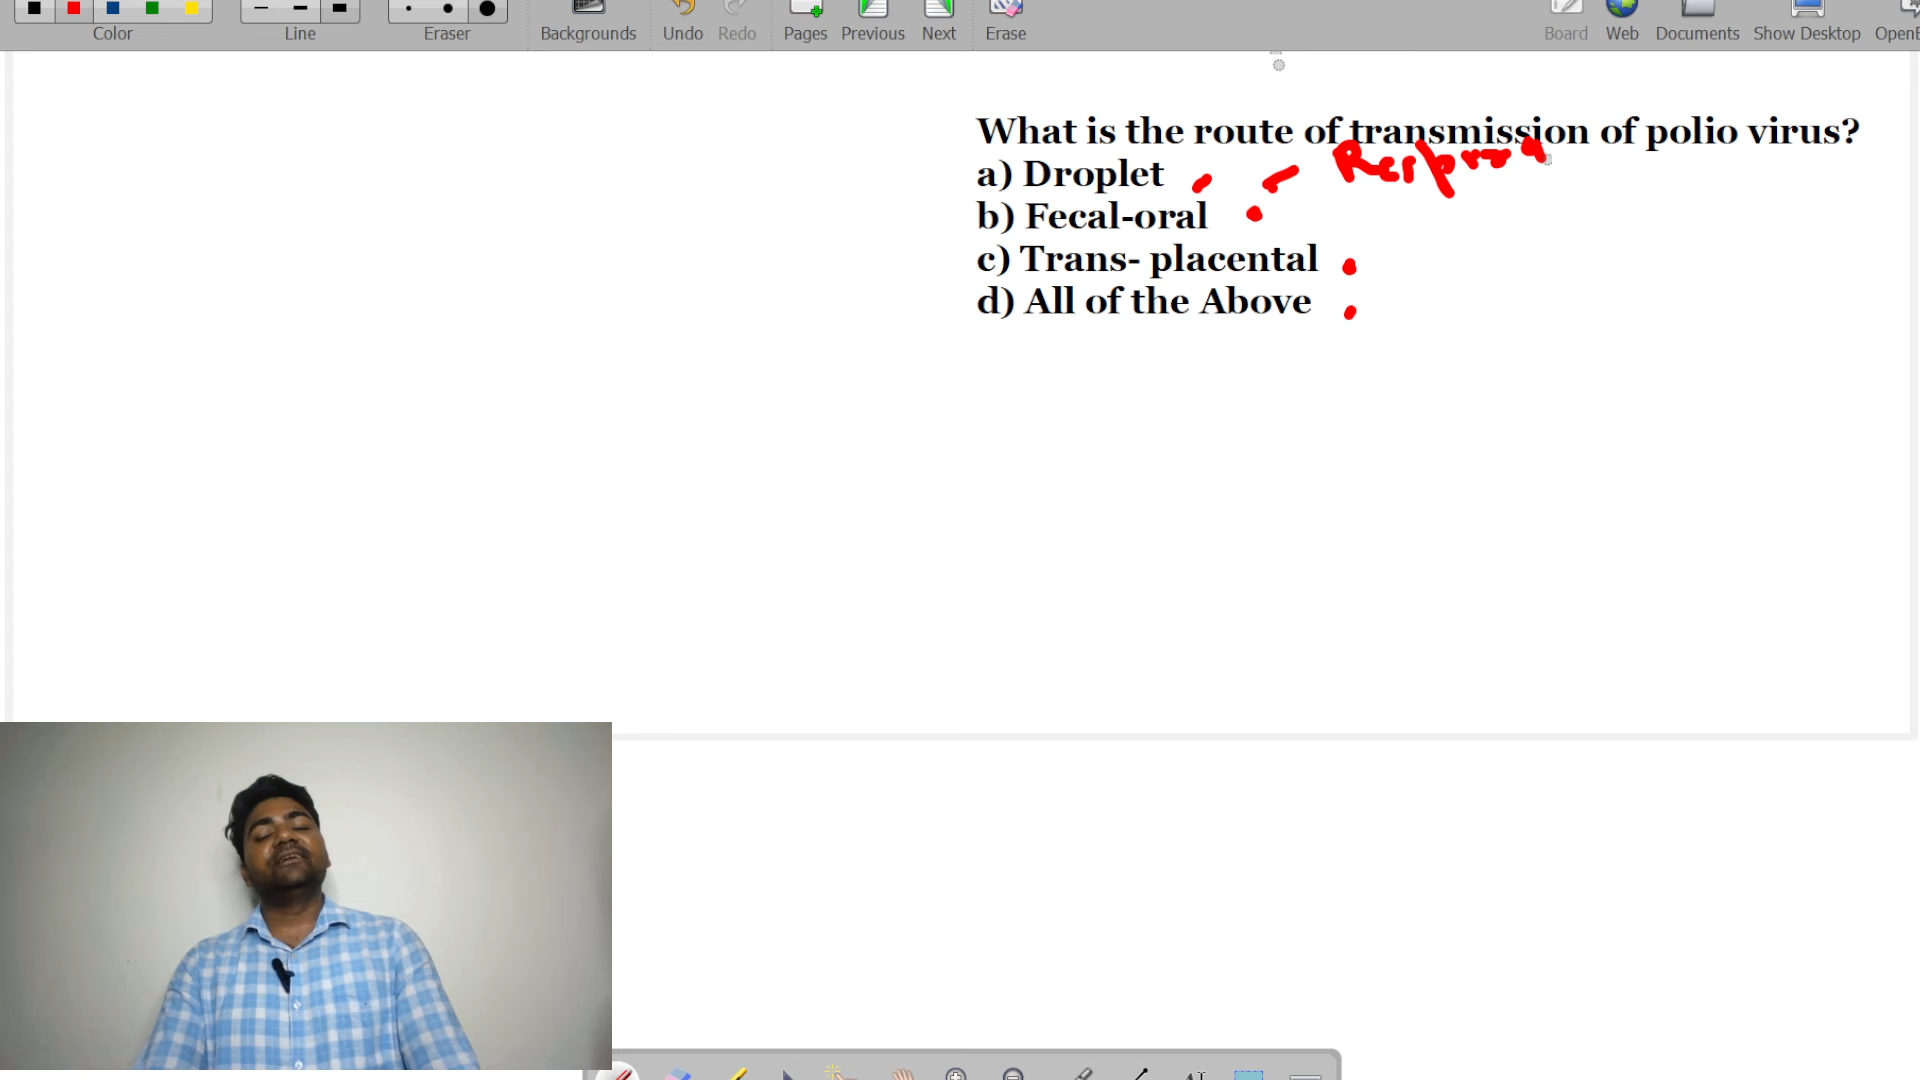 Color
Line
Eraser
Backgrounds
Undo
Redo
Pages
Previous
Next
Erase
Board
Web
Documents
Show Desktop
What is the route of transmission of polio virus?
a) Droplet
b) Fecal-oral
c) Trans- placental
d) All of the Above